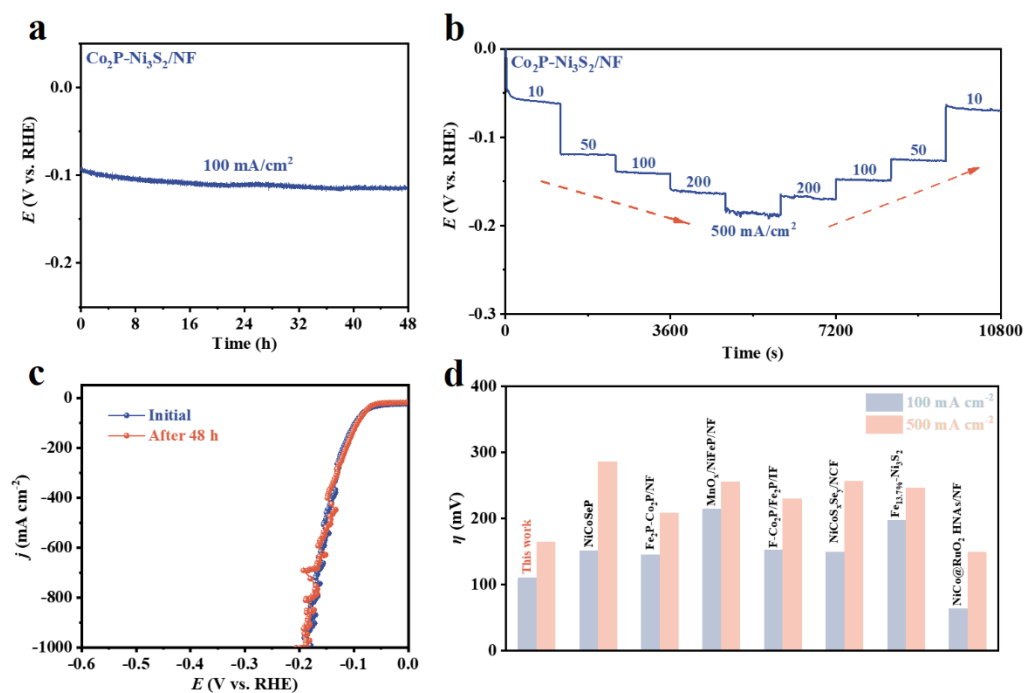 a
Co₂P-Ni₃S₂/NF
100 mA/cm²
0.0
-0.1
-0.2
E (V vs. RHE)
0 8 16 24 32 40 48
Time (h)
b
Co₂P-Ni₃S₂/NF
10
50
100
200
500 mA/cm²
200
100
50
10
0.0
-0.1
-0.2
-0.3
E (V vs. RHE)
0 3600 7200 10800
Time (s)
c
Initial
After 48 h
0
-200
-400
-600
-800
-1000
j (mA cm⁻²)
-0.6 -0.5 -0.4 -0.3 -0.2 -0.1 0.0
E (V vs. RHE)
d
100 mA cm⁻²
500 mA cm⁻²
400
300
200
100
0
η (mV)
This work
NiCoSeP
Fe₂P-Co₂P/NF
MnOₓ/NiFeP/NF
F-Co₂P/Fe₂P/IF
NiCoSₓSeᵧ/NCF
Fe₁₃.₇%-Ni₃S₂
NiCo@RuO₂ HNAs/NF